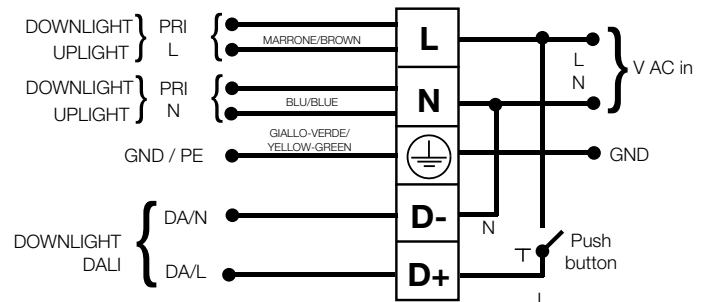 DOWNLIGHT
UPLIGHT
PRI
L
MARRONE/BROWN
L
L
N
V AC in
DOWNLIGHT
UPLIGHT
PRI
N
BLU/BLUE
N
GIALLO-VERDE/
YELLOW-GREEN
GND / PE
GND
DOWNLIGHT
DALI
DA/N
D-
N
DA/L
D+
Push
button
L